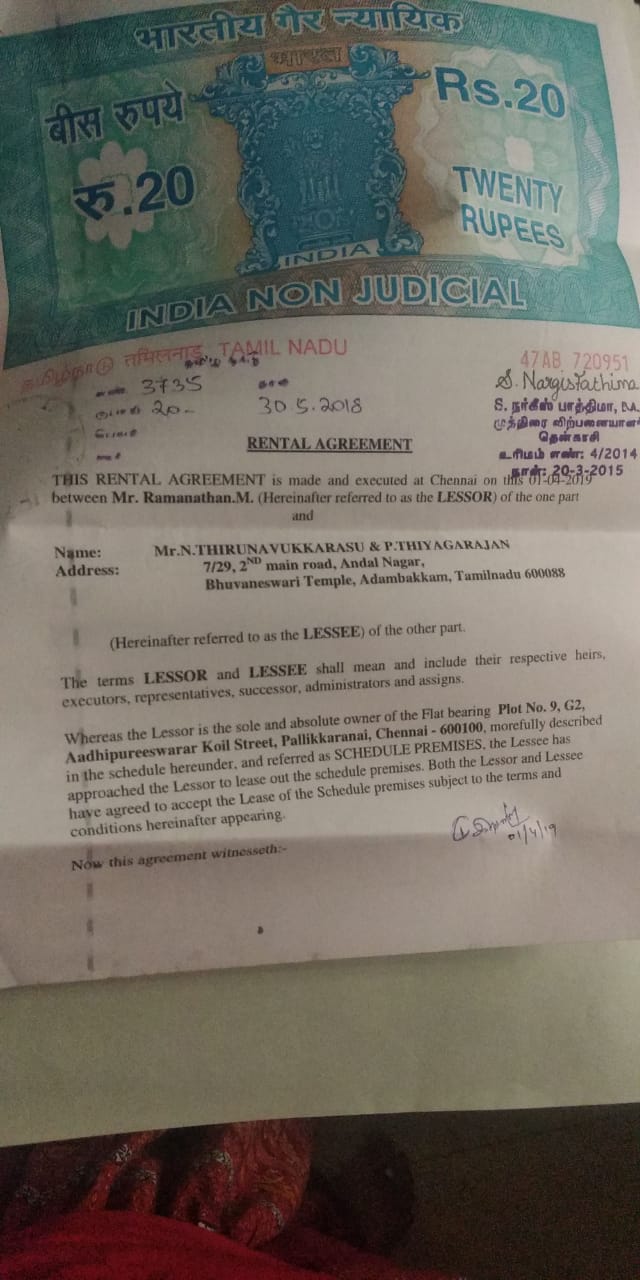 भारतीय गैर न्यायिक
भारत
बीस रुपये
Rs.20
रु.20
TWENTY
RUPEES
INDIA
INDIA NON JUDICIAL
தமிழ்நாடு तमिलनाडु TAMIL NADU
47AB 720951
எண் 3735
20-
30.5.2018
S. Nargisfathima
S. நர்கீஸ் பாத்திமா, B.A.
முத்திரை விற்பனையாளர்
தென்காசி
உரிமம் எண்: 4/2014
நாள்: 20-3-2015
RENTAL AGREEMENT
THIS RENTAL AGREEMENT is made and executed at Chennai on this 01-04-2019
between Mr. Ramanathan.M. (Hereinafter referred to as the LESSOR) of the one part
and
Name: Mr.N.THIRUNAVUKKARASU & P.THIYAGARAJAN
Address: 7/29, 2ND main road, Andal Nagar,
Bhuvaneswari Temple, Adambakkam, Tamilnadu 600088
(Hereinafter referred to as the LESSEE) of the other part.
The terms LESSOR and LESSEE shall mean and include their respective heirs,
executors, representatives, successor, administrators and assigns.
Whereas the Lessor is the sole and absolute owner of the Flat bearing Plot No. 9, G2,
Aadhipureeswarar Koil Street, Pallikkaranai, Chennai - 600100, morefully described
in the schedule hereunder, and referred as SCHEDULE PREMISES, the Lessee has
approached the Lessor to lease out the schedule premises. Both the Lessor and Lessee
have agreed to accept the Lease of the Schedule premises subject to the terms and
conditions hereinafter appearing.
01/4/19
Now this agreement witnesseth:-